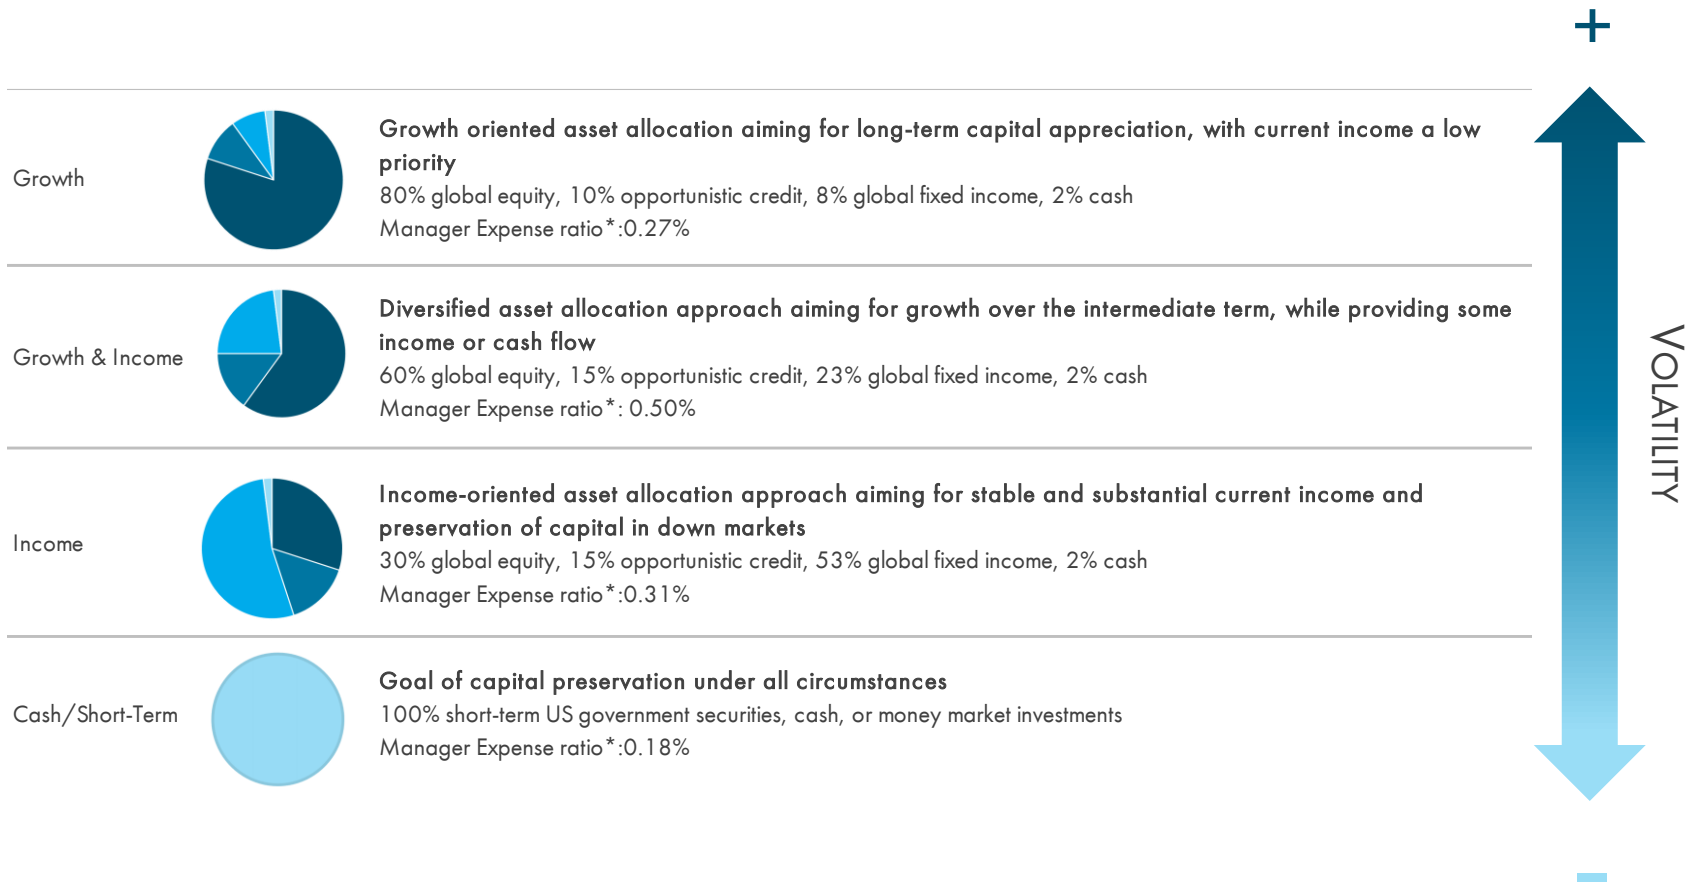 +
Growth
Growth oriented asset allocation aiming for long-term capital appreciation, with current income a low
priority
80% global equity, 10% opportunistic credit, 8% global fixed income, 2% cash
Manager Expense ratio*:0.27%
Growth & Income
Diversified asset allocation approach aiming for growth over the intermediate term, while providing some
income or cash flow
60% global equity, 15% opportunistic credit, 23% global fixed income, 2% cash
Manager Expense ratio*: 0.50%
Income
Income-oriented asset allocation approach aiming for stable and substantial current income and
preservation of capital in down markets
30% global equity, 15% opportunistic credit, 53% global fixed income, 2% cash
Manager Expense ratio*:0.31%
Cash/Short-Term
Goal of capital preservation under all circumstances
100% short-term US government securities, cash, or money market investments
Manager Expense ratio*:0.18%
VOLATILITY
-